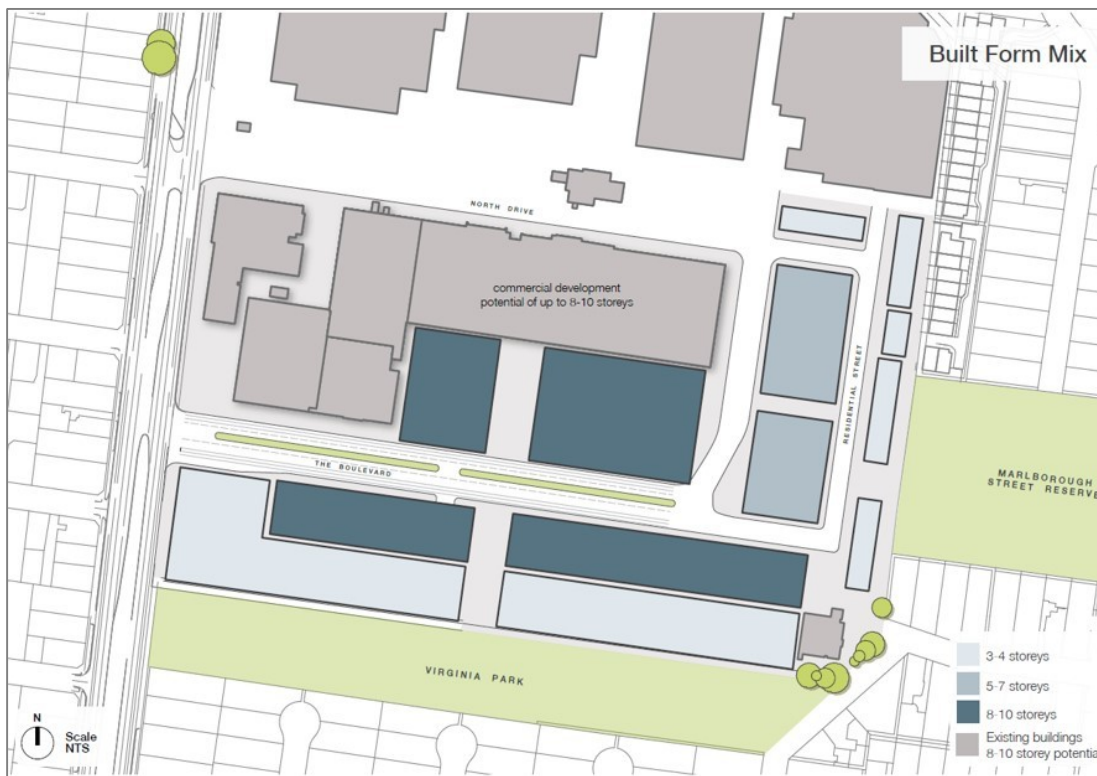 Built Form Mix
NORTH DRIVE
commercial development
potential of up to 8-10 storeys
RESIDENTIAL STREET
THE BOULEVARD
MARLBOROUGH
STREET RESERVE
VIRGINIA PARK
3-4 storeys
5-7 storeys
8-10 storeys
Existing buildings
8-10 storey potential
N
Scale
NTS